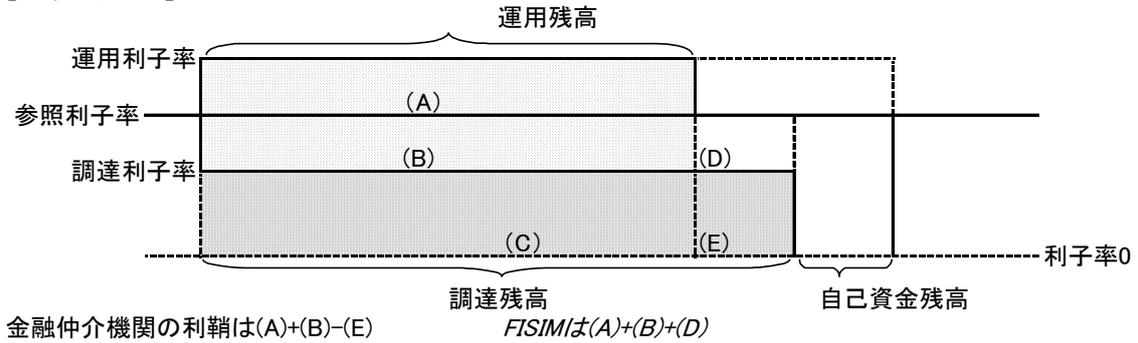 運用残高
運用利子率
(A)
参照利子率
(B)
(D)
調達利子率
(C)
(E)
利子率0
調達残高
自己資金残高
金融仲介機関の利鞘は(A)+(B)-(E)
FISIMは(A)+(B)+(D)